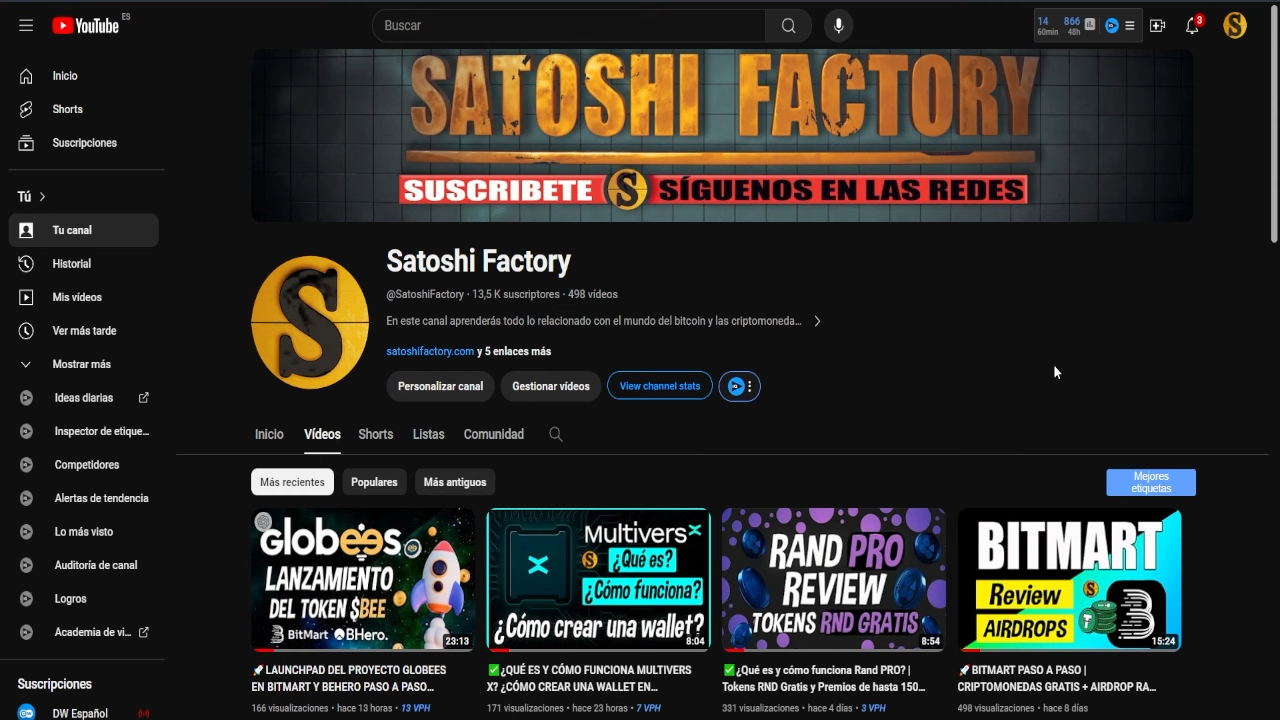 YouTube ES
Buscar
14 866
60min 48h
3
Inicio
Shorts
Suscripciones
Tú
Tu canal
Historial
Mis vídeos
Ver más tarde
Mostrar más
Ideas diarias
Inspector de etique...
Competidores
Alertas de tendencia
Lo más visto
Auditoría de canal
Logros
Academia de vi...
Suscripciones
DW Español
SATOSHI FACTORY
SUSCRIBETE S SÍGUENOS EN LAS REDES
S
Satoshi Factory
@SatoshiFactory · 13,5 K suscriptores · 498 vídeos
En este canal aprenderás todo lo relacionado con el mundo del bitcoin y las criptomoneda...
satoshifactory.com y 5 enlaces más
Personalizar canal
Gestionar vídeos
View channel stats
Inicio Vídeos Shorts Listas Comunidad
Más recientes
Populares
Más antiguos
Mejores
etiquetas
Globees
LANZAMIENTO
DEL TOKEN $BEE
BitMart BHero.
23:13
🚀 LAUNCHPAD DEL PROYECTO GLOBEES
EN BITMART Y BEHERO PASO A PASO...
166 visualizaciones · hace 13 horas · 13 VPH
MultiversX
¿Qué es?
¿Cómo funciona?
¿Cómo crear una wallet?
8:04
✅¿QUÉ ES Y CÓMO FUNCIONA MULTIVERS
X? ¿CÓMO CREAR UNA WALLET EN...
171 visualizaciones · hace 23 horas · 7 VPH
RAND PRO
REVIEW
TOKENS RND GRATIS
8:54
✅¿Qué es y cómo funciona Rand PRO? |
Tokens RND Gratis y Premios de hasta 150...
331 visualizaciones · hace 4 días · 3 VPH
BITMART
Review
AIRDROPS
15:24
🚀 BITMART PASO A PASO |
CRIPTOMONEDAS GRATIS + AIRDROP RA...
498 visualizaciones · hace 8 días